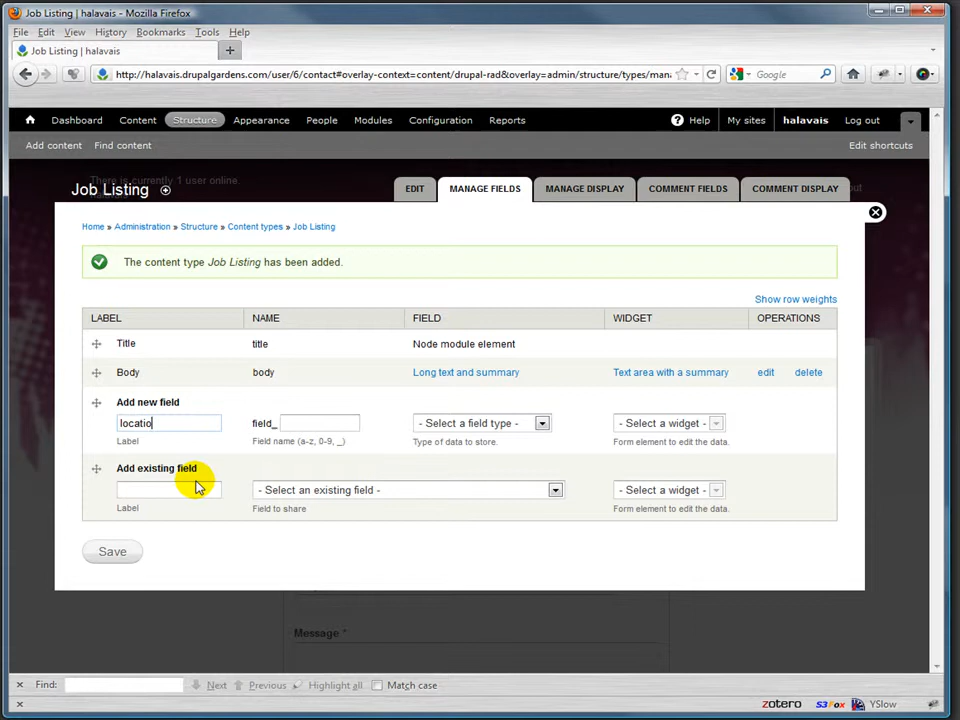 Job Listing | halavais - Mozilla Firefox
File Edit View History Bookmarks Tools Help
Job Listing | halavais
http://halavais.drupalgardens.com/user/6/contact#overlay-context=content/drupal-rad&overlay=admin/structure/types/mana
Google
Dashboard Content Structure Appearance People Modules Configuration Reports Help My sites halavais Log out
Add content Find content Edit shortcuts
There is currently 1 user online.
Job Listing EDIT MANAGE FIELDS MANAGE DISPLAY COMMENT FIELDS COMMENT DISPLAY
Home » Administration » Structure » Content types » Job Listing
The content type Job Listing has been added.
Show row weights
LABEL NAME FIELD WIDGET OPERATIONS
Title title Node module element
Body body Long text and summary Text area with a summary edit delete
Add new field
locatio field_ - Select a field type - - Select a widget -
Label Field name (a-z, 0-9, _) Type of data to store. Form element to edit the data.
Add existing field
- Select an existing field - - Select a widget -
Label Field to share Form element to edit the data.
Save
Message *
Find: Next Previous Highlight all Match case
zotero S3Fox YSlow